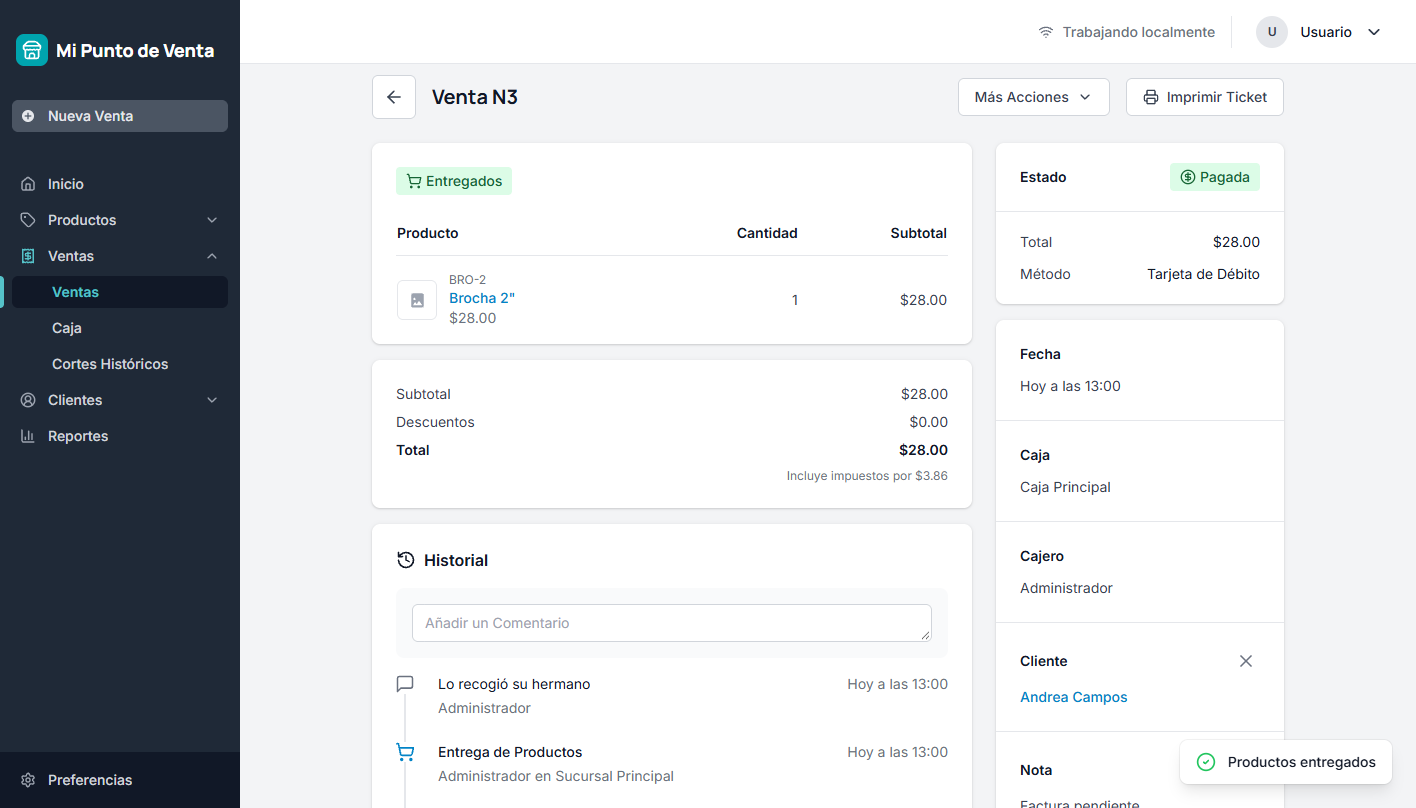 Mi Punto de Venta
Nueva Venta
Inicio
Productos
Ventas
Ventas
Caja
Cortes Históricos
Clientes
Reportes
Preferencias
Trabajando localmente
U
Usuario
Venta N3
Más Acciones
Imprimir Ticket
Entregados
Producto Cantidad Subtotal
BRO-2
Brocha 2"
$28.00
1 $28.00
Subtotal $28.00
Descuentos $0.00
Total $28.00
Incluye impuestos por $3.86
Historial
Añadir un Comentario
Lo recogió su hermano Hoy a las 13:00
Administrador
Entrega de Productos Hoy a las 13:00
Administrador en Sucursal Principal
Estado Pagada
Total $28.00
Método Tarjeta de Débito
Fecha
Hoy a las 13:00
Caja
Caja Principal
Cajero
Administrador
Cliente
Andrea Campos
Nota
Factura pendiente
Productos entregados